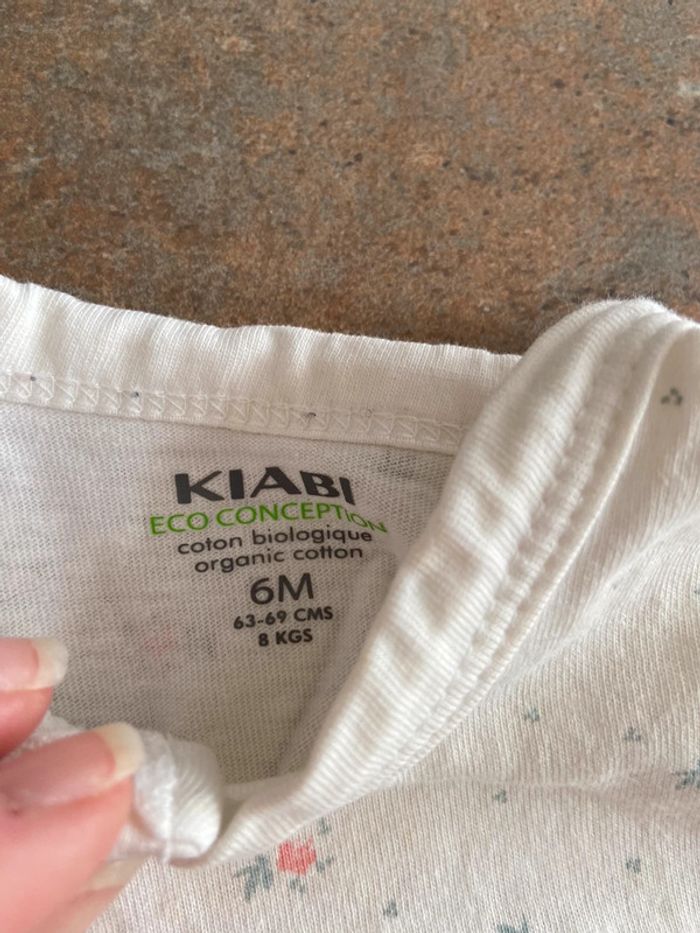 KIABI
ECO CONCEPTION
coton biologique
organic cotton
6M
63-69 CMS
8 KGS